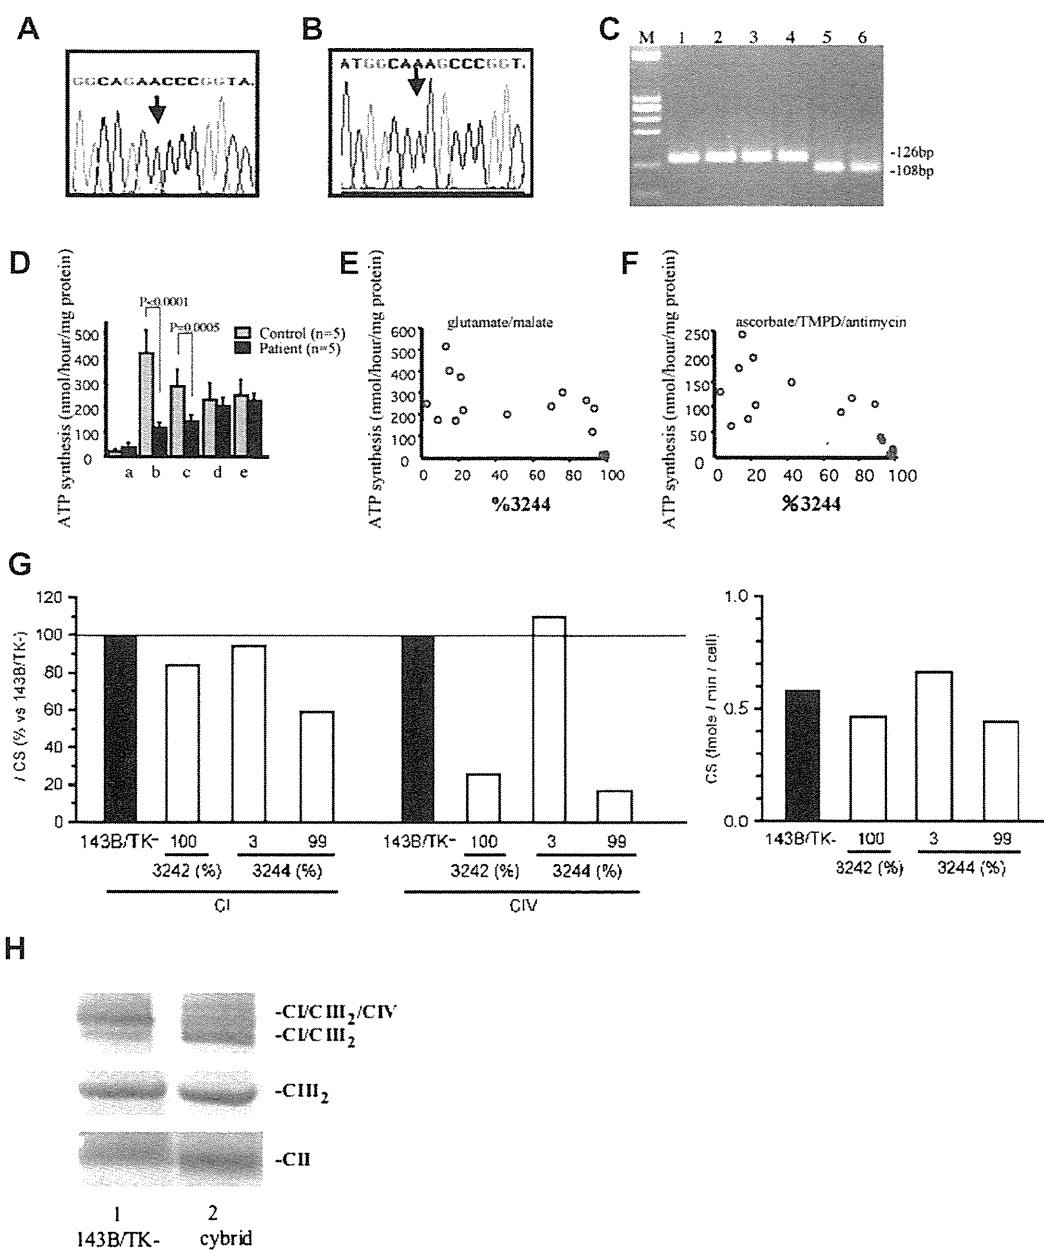 A
GGCAGAACCCGGTA.
B
ATGGCAAAGCCCGGT.
C
M 1 2 3 4 5 6
-126bp
-108bp
D
ATP synthesis (nmol/hour/mg protein)
500
400
300
200
100
0
P<0.0001
P=0.0005
Control (n=5)
Patient (n=5)
a b c d e
E
ATP synthesis (nmol/hour/mg protein)
600
500
400
300
200
100
0
glutamate/malate
0 20 40 60 80 100
%3244
F
ATP synthesis (nmol/hour/mg protein)
250
200
150
100
50
0
ascorbate/TMPD/antimycin
0 20 40 60 80 100
%3244
G
/ CS (% vs 143B/TK-)
120
100
80
60
40
20
0
143B/TK- 100 3 99
3242 (%) 3244 (%)
CI
143B/TK- 100 3 99
3242 (%) 3244 (%)
CIV
CS (fmols / min / cell)
1.0
0.5
0.0
143B/TK- 100 3 99
3242 (%) 3244 (%)
H
-CI/CIII2/CIV
-CI/CIII2
-CIII2
-CII
1 2
143B/TK- cybrid